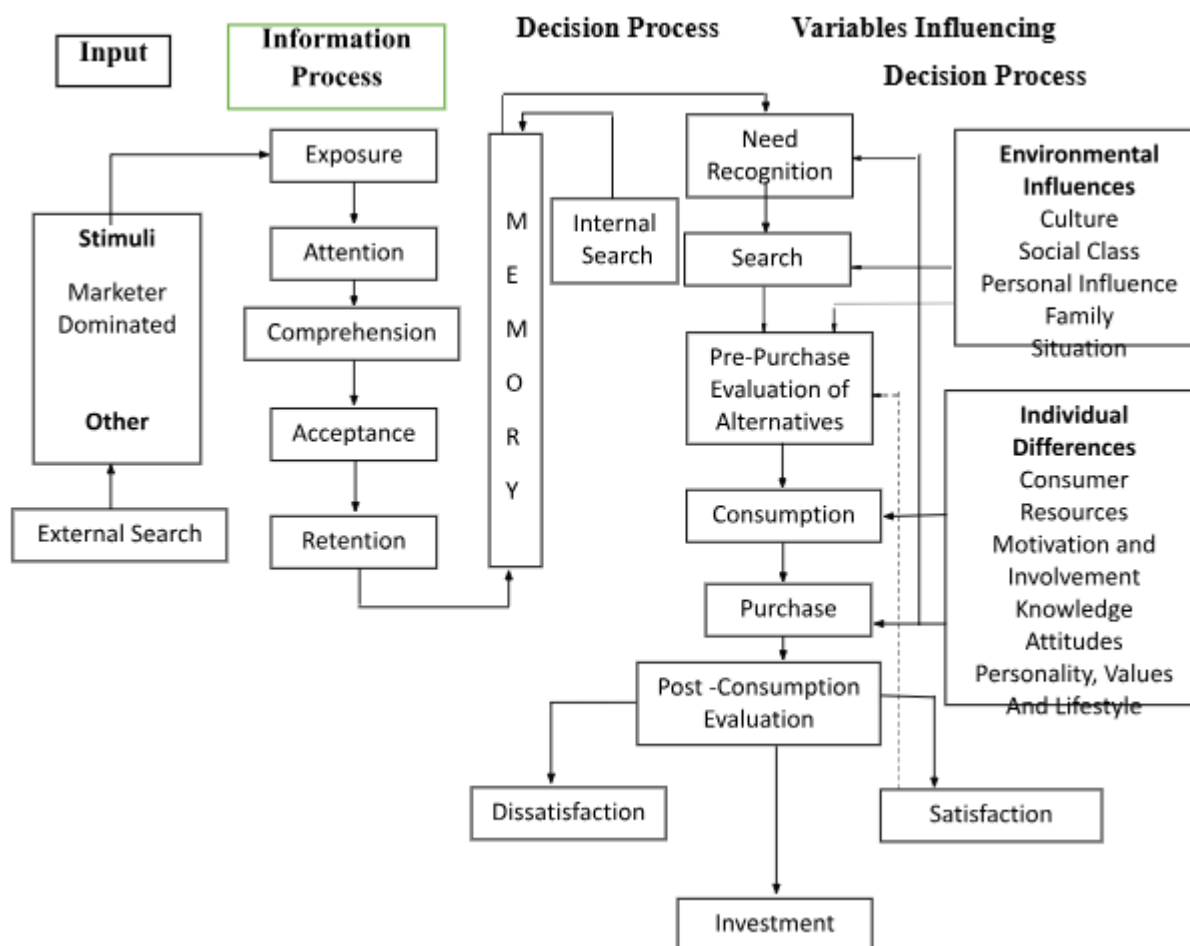 Input
Information
Process
Decision Process
Variables Influencing
Decision Process
Stimuli
Marketer
Dominated
Other
External Search
Exposure
Attention
Comprehension
Acceptance
Retention
M
E
M
O
R
Y
Internal
Search
Need
Recognition
Search
Pre-Purchase
Evaluation of
Alternatives
Consumption
Purchase
Post -Consumption
Evaluation
Dissatisfaction
Satisfaction
Investment
Environmental
Influences
Culture
Social Class
Personal Influence
Family
Situation
Individual
Differences
Consumer
Resources
Motivation and
Involvement
Knowledge
Attitudes
Personality, Values
And Lifestyle